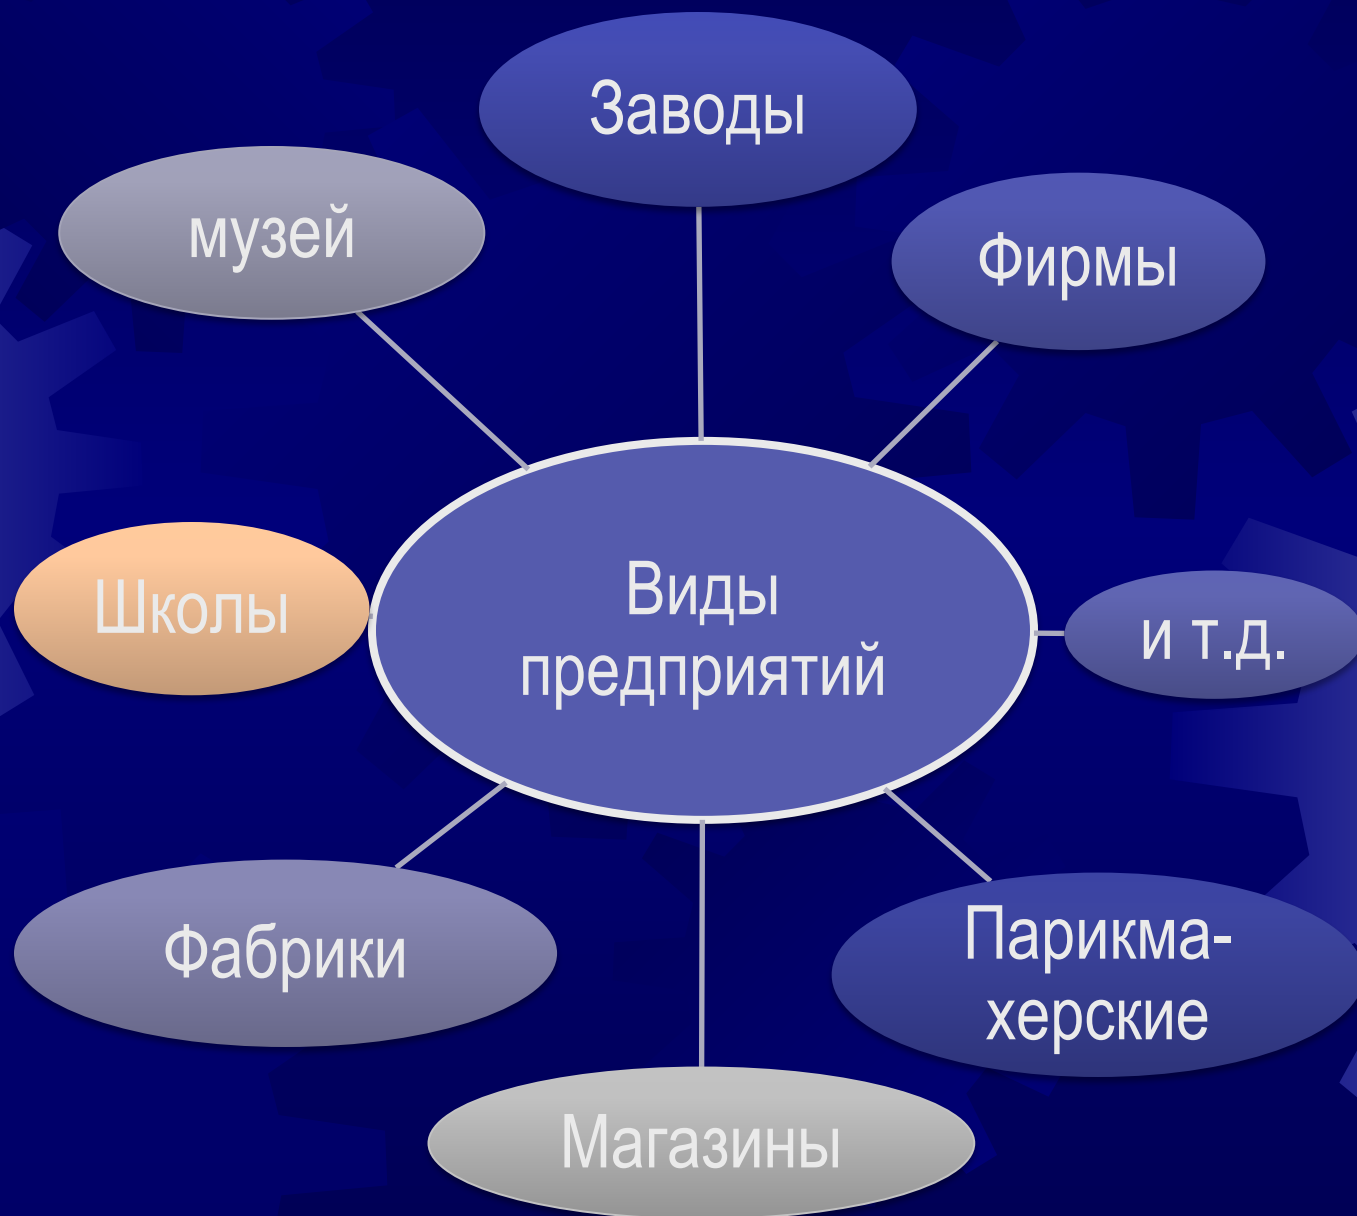 Заводы
музей
Фирмы
Школы
Виды
предприятий
и т.д.
Фабрики
Парикма-
херские
Магазины